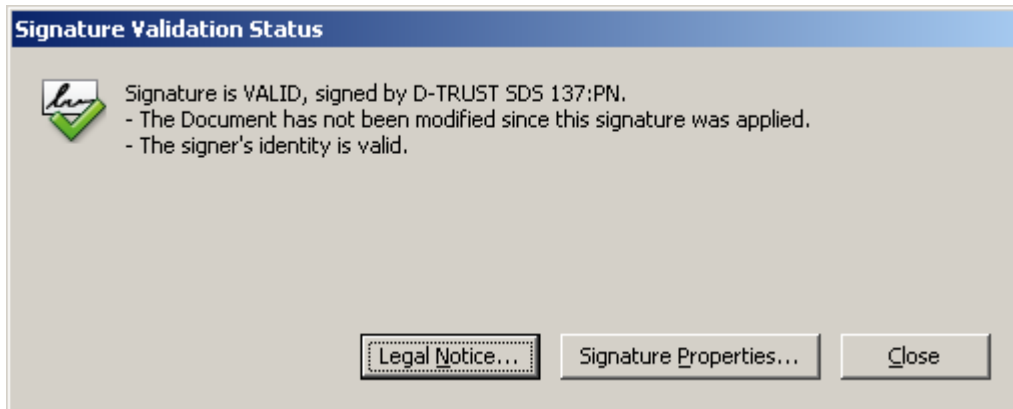 Signature Validation Status
Signature is VALID, signed by D-TRUST SDS 137:PN.
- The Document has not been modified since this signature was applied.
- The signer's identity is valid.
Legal Notice... Signature Properties... Close